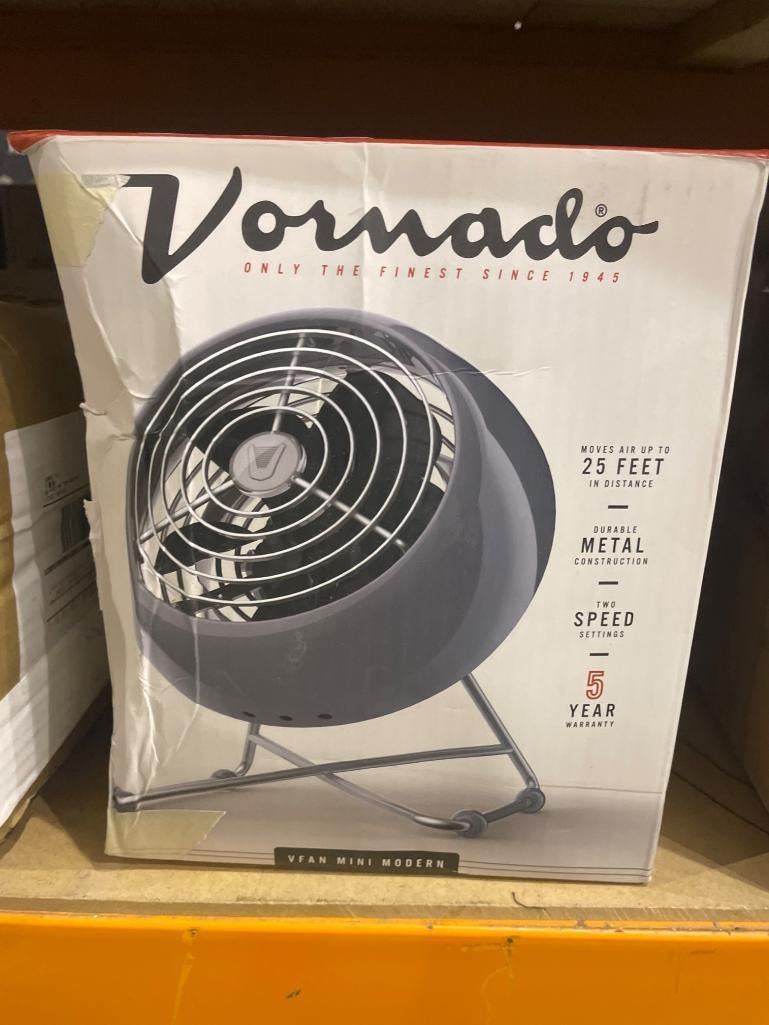 Vornado®
ONLY THE FINEST SINCE 1945
MOVES AIR UP TO
25 FEET
IN DISTANCE
DURABLE
METAL
CONSTRUCTION
TWO
SPEED
SETTINGS
5
YEAR
WARRANTY
VFAN MINI MODERN